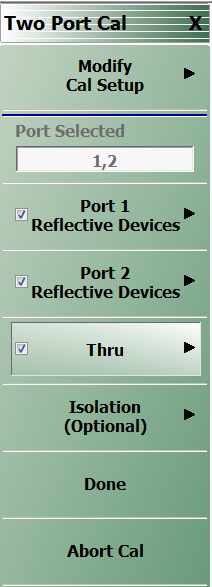 Two Port Cal X
Modify
Cal Setup
Port Selected
1,2
Port 1
Reflective Devices
Port 2
Reflective Devices
Thru
Isolation
(Optional)
Done
Abort Cal